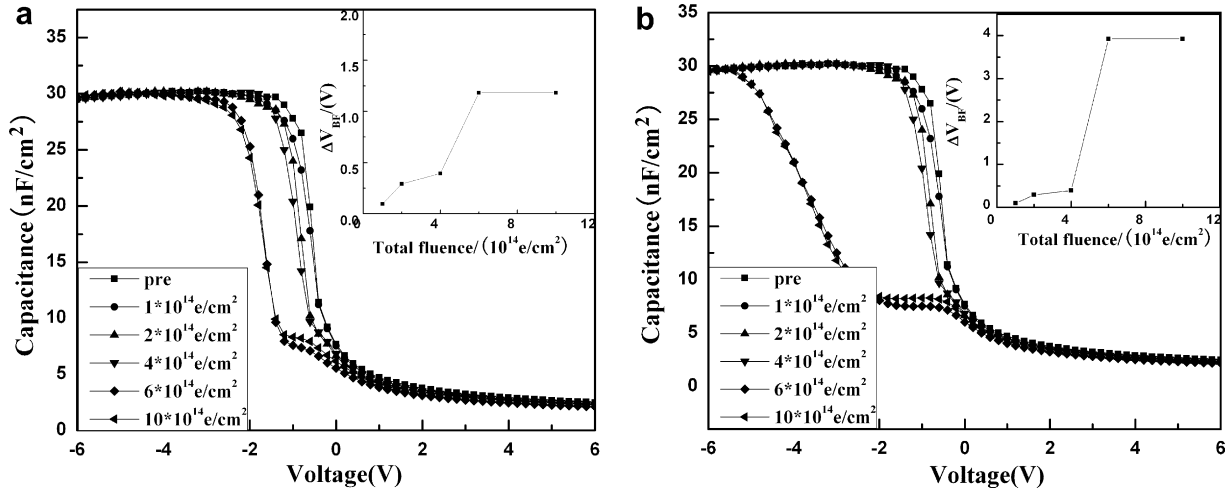 a
Capacitance (nF/cm²)
35
30
25
20
15
10
5
0
-6 -4 -2 0 2 4 6
Voltage(V)
pre
1*10¹⁴e/cm²
2*10¹⁴e/cm²
4*10¹⁴e/cm²
6*10¹⁴e/cm²
10*10¹⁴e/cm²
ΔV_BF/(V)
2.0
1.5
1.0
0.5
0.0
0 4 8 12
Total fluence/(10¹⁴e/cm²)
b
Capacitance (nF/cm²)
35
30
25
20
15
10
5
0
-6 -4 -2 0 2 4 6
Voltage(V)
pre
1*10¹⁴e/cm²
2*10¹⁴e/cm²
4*10¹⁴e/cm²
6*10¹⁴e/cm²
10*10¹⁴e/cm²
ΔV_BF/(V)
4
2
0
0 4 8 12
Total fluence/(10¹⁴e/cm²)